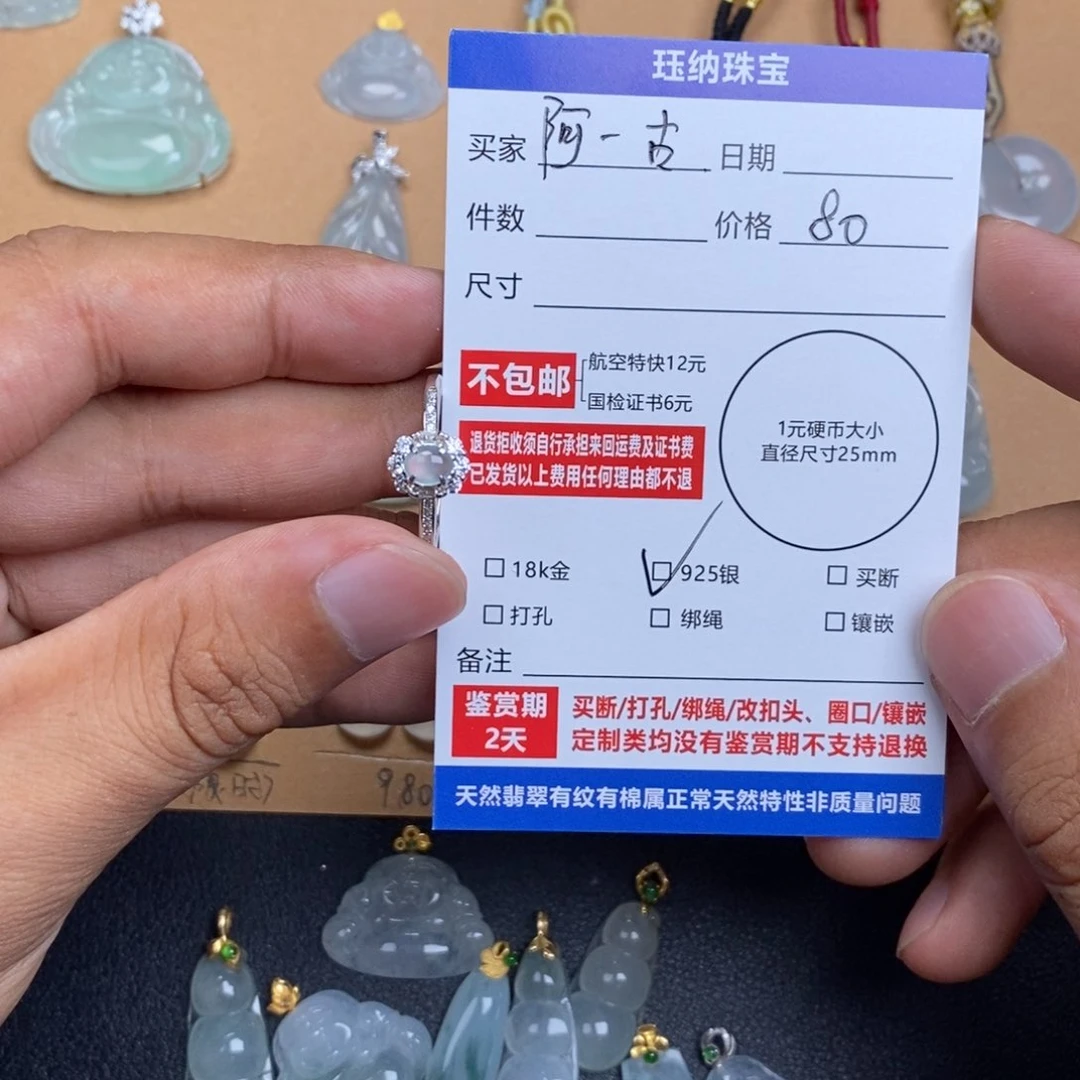 珏纳珠宝
买家 阿一古 日期
件数 价格 80
尺寸
不包邮 航空特快12元
国检证书6元
退货拒收须自行承担来回运费及证书费
已发货以上费用任何理由都不退
1元硬币大小
直径尺寸25mm
18k金 925银 买断
打孔 绑绳 镶嵌
备注
鉴赏期 买断/打孔/绑绳/改扣头、圈口/镶嵌
2天 定制类均没有鉴赏期不支持退换
980
天然翡翠有纹有棉属正常天然特性非质量问题